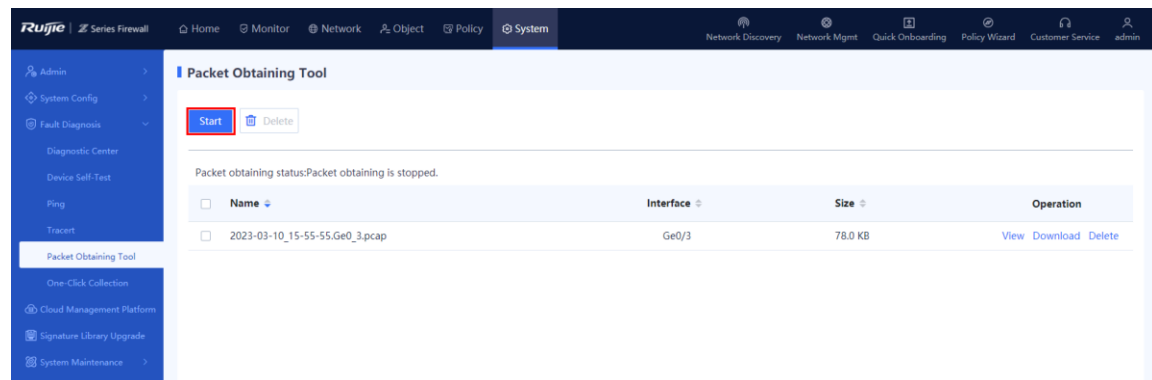 Ruijie | Z Series Firewall Home Monitor Network Object Policy System Network Discovery Network Mgmt Quick Onboarding Policy Wizard Customer Service admin
Admin
System Config
Fault Diagnosis
Diagnostic Center
Device Self-Test
Ping
Tracert
Packet Obtaining Tool
One-Click Collection
Cloud Management Platform
Signature Library Upgrade
System Maintenance
Packet Obtaining Tool
Start Delete
Packet obtaining status:Packet obtaining is stopped.
Name Interface Size Operation
2023-03-10_15-55-55.Ge0_3.pcap Ge0/3 78.0 KB View Download Delete